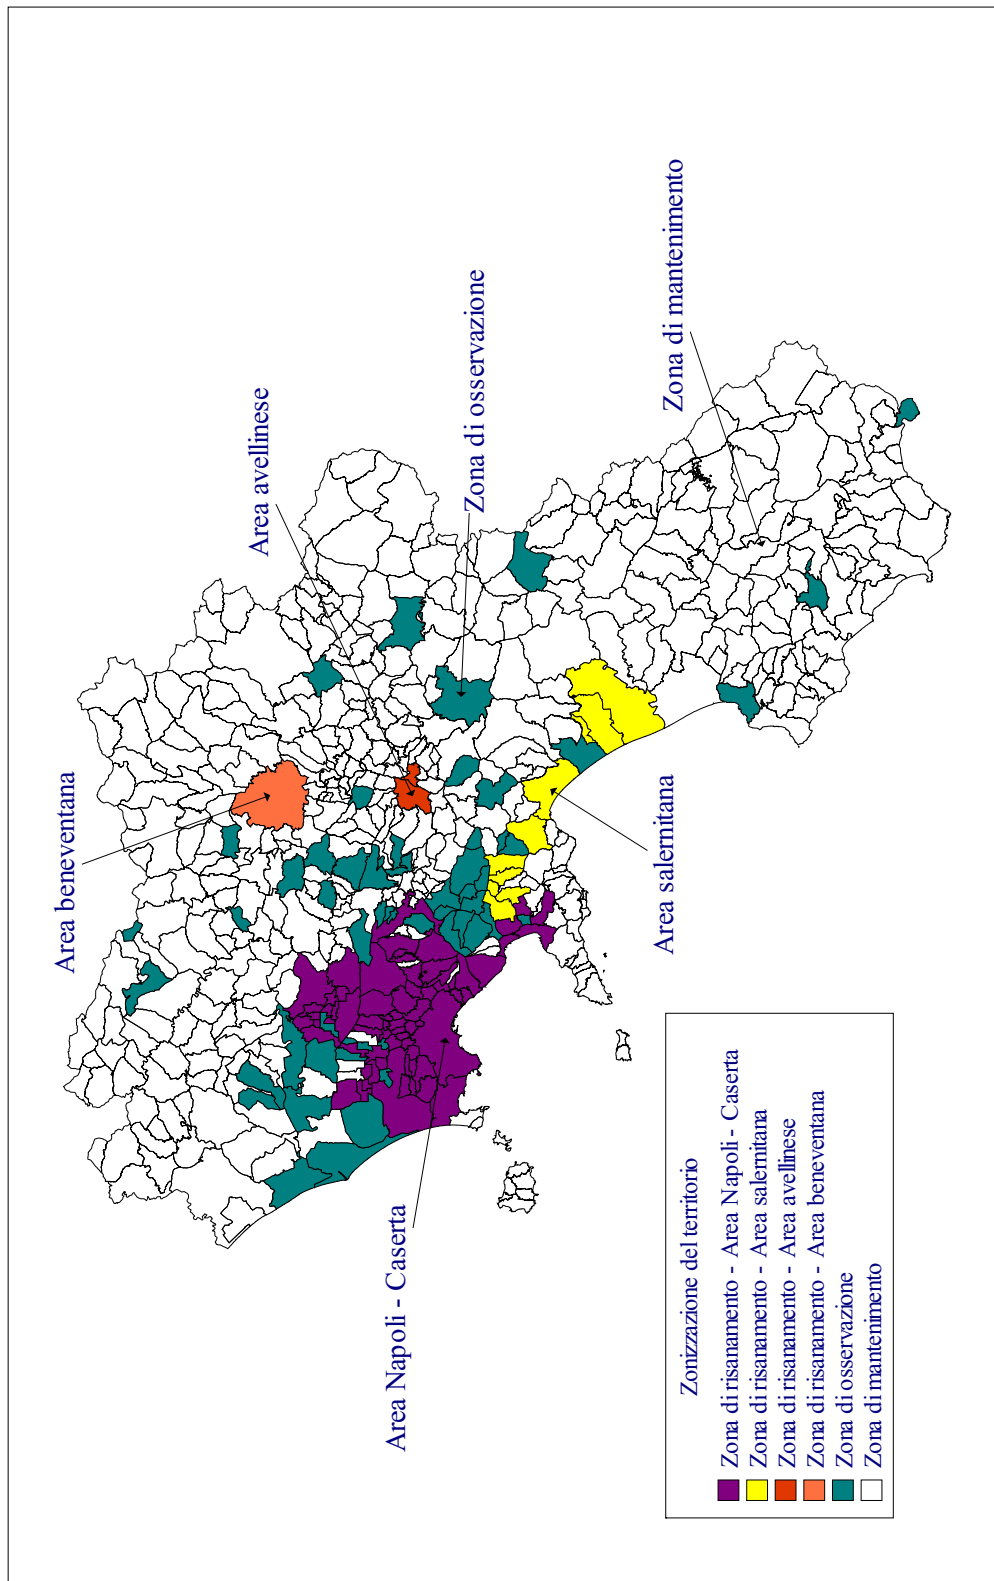 Area beneventana
Area avellinese
Zona di osservazione
Zona di mantenimento
Area Napoli - Caserta
Area salernitana
Zonizzazione del territorio
Zona di risanamento - Area Napoli - Caserta
Zona di risanamento - Area salernitana
Zona di risanamento - Area avellinese
Zona di risanamento - Area beneventana
Zona di osservazione
Zona di mantenimento